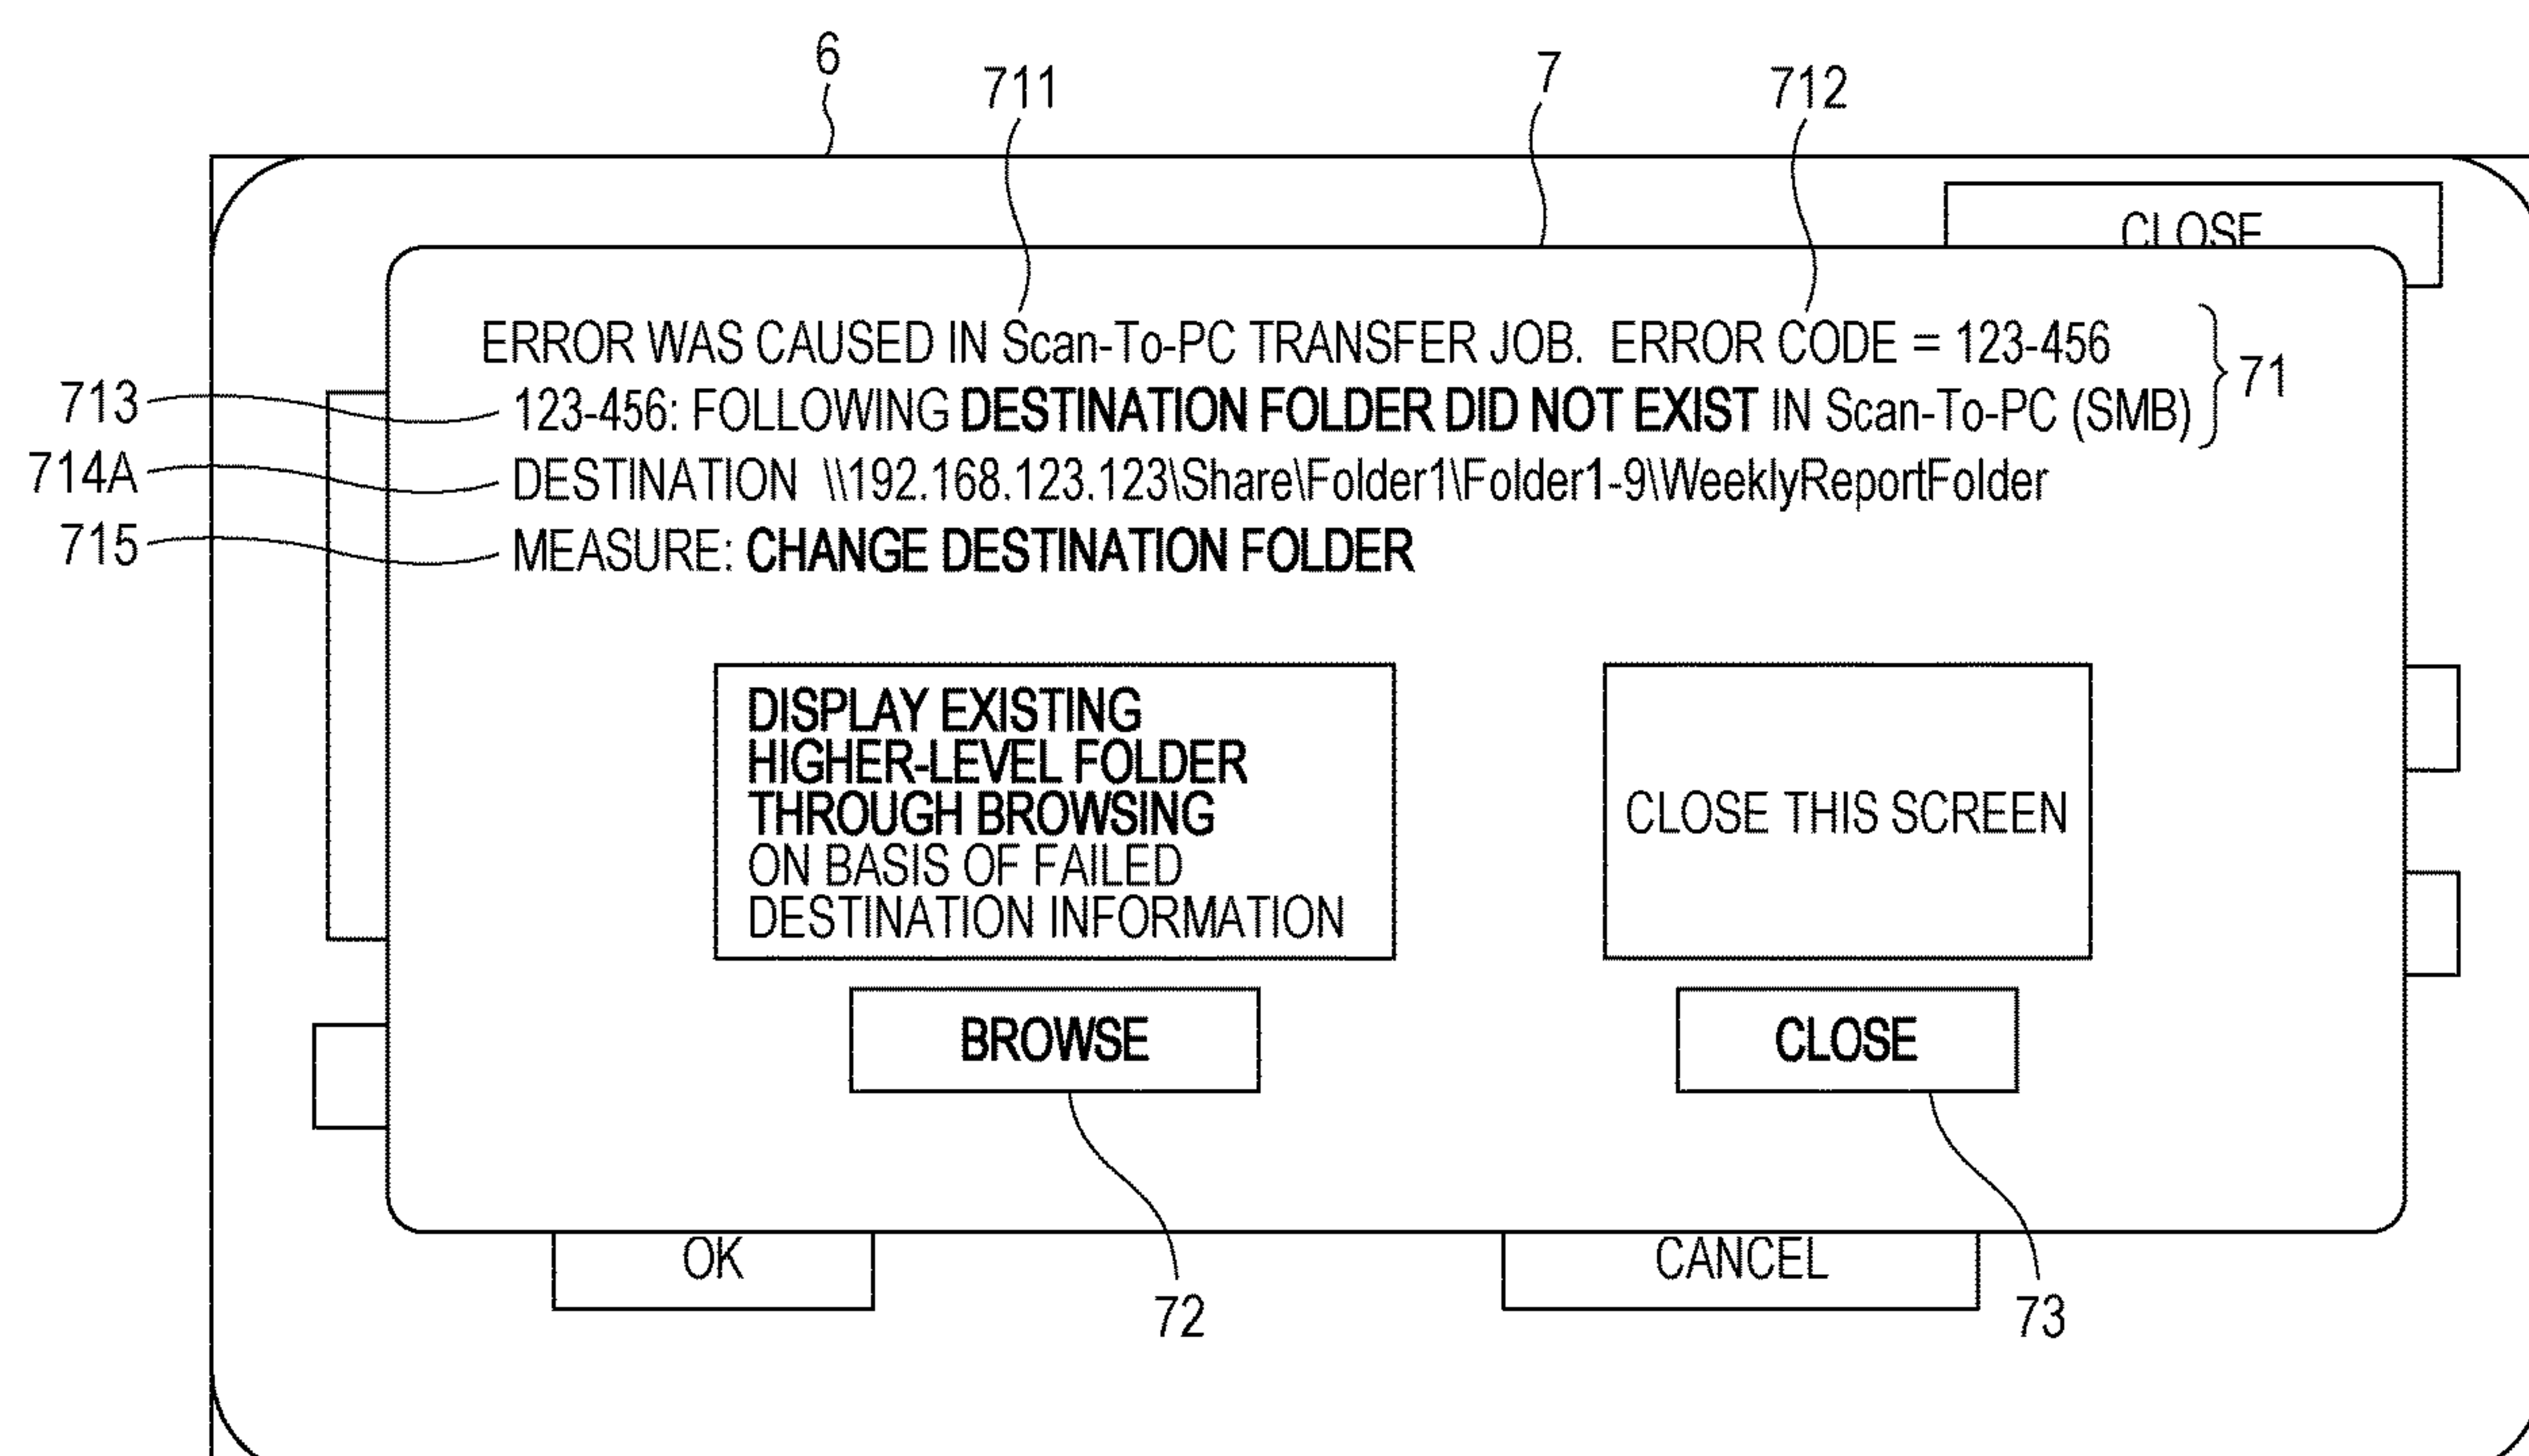 6
711
7
712
CLOSE
ERROR WAS CAUSED IN Scan-To-PC TRANSFER JOB. ERROR CODE = 123-456
71
713
123-456: FOLLOWING DESTINATION FOLDER DID NOT EXIST IN Scan-To-PC (SMB)
714A
DESTINATION \\192.168.123.123\Share\Folder1\Folder1-9\WeeklyReportFolder
715
MEASURE: CHANGE DESTINATION FOLDER
DISPLAY EXISTING
HIGHER-LEVEL FOLDER
THROUGH BROWSING
ON BASIS OF FAILED
DESTINATION INFORMATION
CLOSE THIS SCREEN
BROWSE
CLOSE
OK
CANCEL
72
73